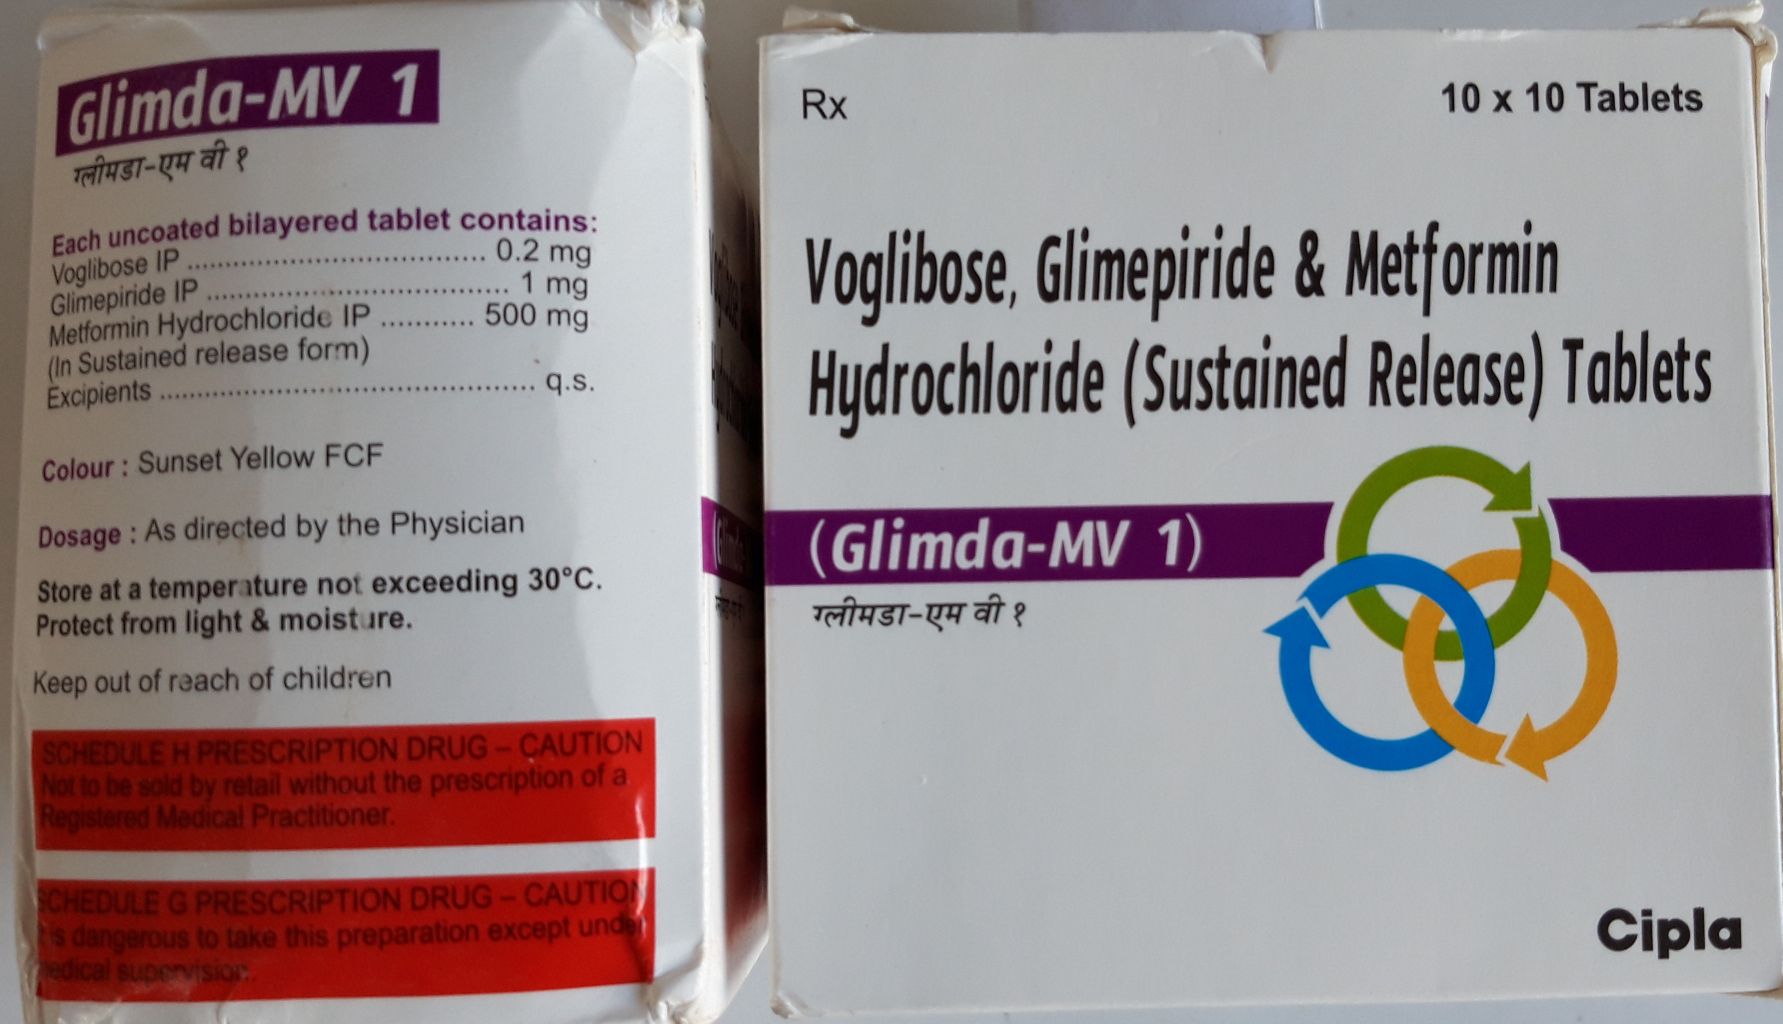 Glimda-MV 1
ग्लीमडा-एम वी १
Each uncoated bilayered tablet contains:
Voglibose IP ................................... 0.2 mg
Glimepiride IP ................................... 1 mg
Metformin Hydrochloride IP ........... 500 mg
(In Sustained release form)
Excipients ........................................ q.s.
Colour : Sunset Yellow FCF
Dosage : As directed by the Physician
Store at a temperature not exceeding 30°C.
Protect from light & moisture.
Keep out of reach of children
SCHEDULE H PRESCRIPTION DRUG – CAUTION
Not to be sold by retail without the prescription of a
Registered Medical Practitioner.
SCHEDULE G PRESCRIPTION DRUG – CAUTION
is dangerous to take this preparation except under
medical supervision.
Rx
10 x 10 Tablets
Voglibose, Glimepiride & Metformin
Hydrochloride (Sustained Release) Tablets
(Glimda-MV 1)
ग्लीमडा-एम वी १
Cipla